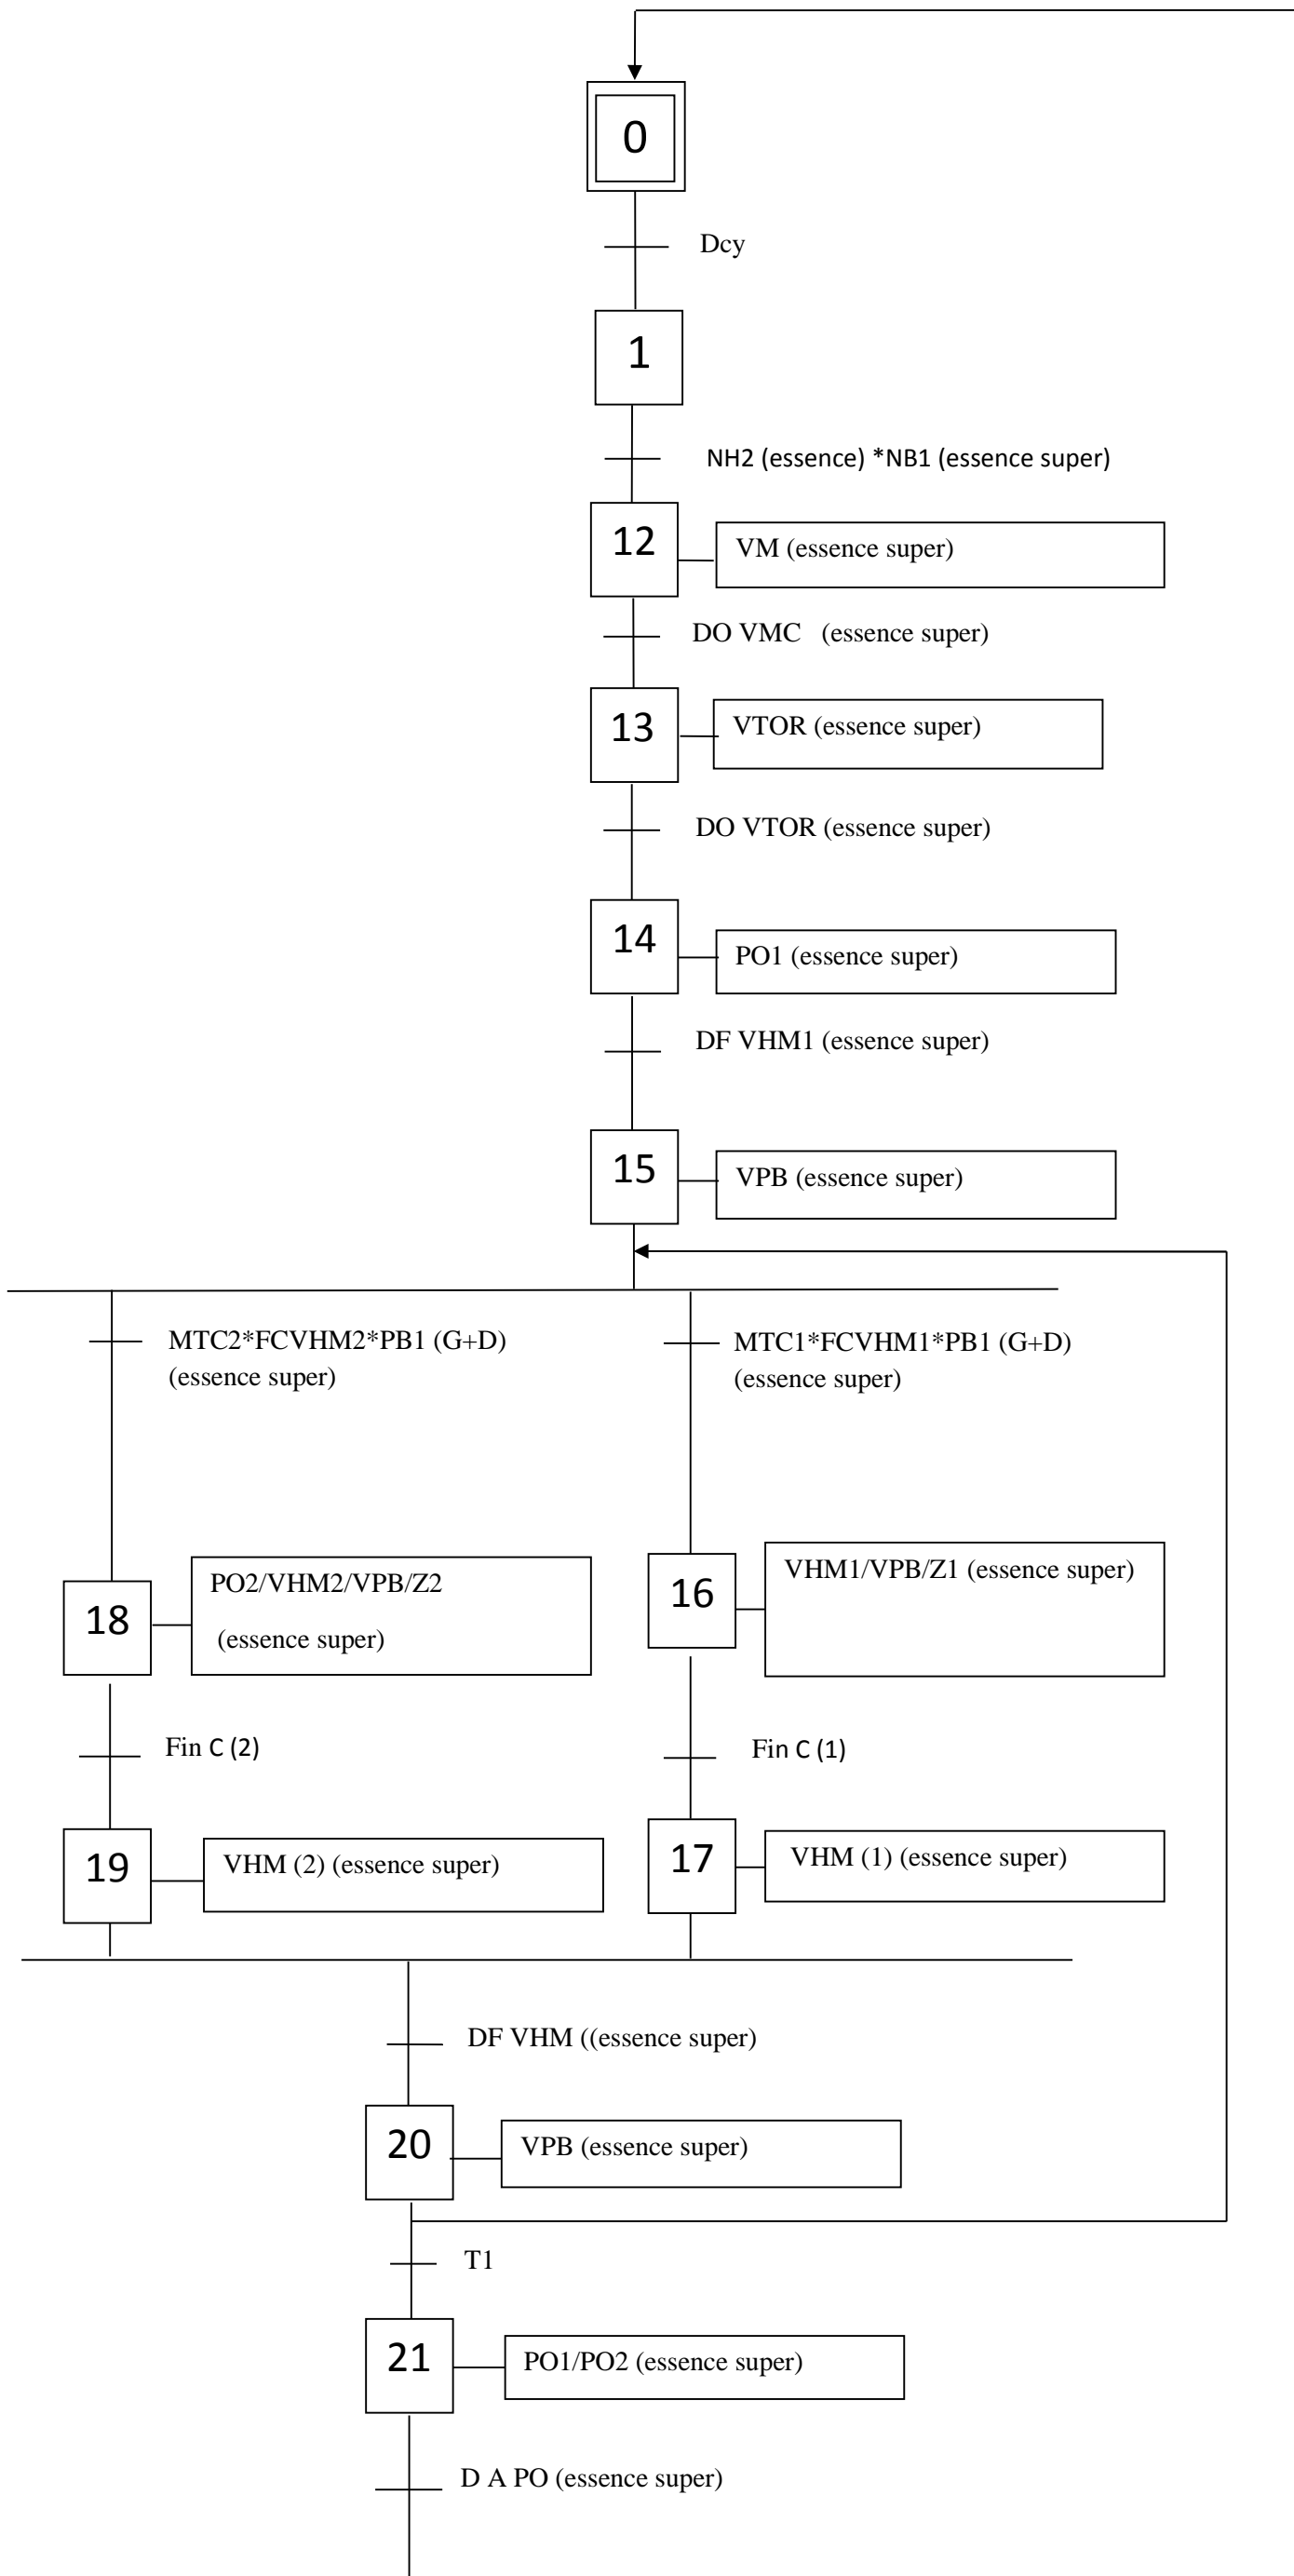 0
Dcy
1
NH2 (essence) *NB1 (essence super)
12
VM (essence super)
DO VMC (essence super)
13
VTOR (essence super)
DO VTOR (essence super)
14
PO1 (essence super)
DF VHM1 (essence super)
15
VPB (essence super)
MTC2*FCVHM2*PB1 (G+D)
(essence super)
MTC1*FCVHM1*PB1 (G+D)
(essence super)
18
PO2/VHM2/VPB/Z2
(essence super)
16
VHM1/VPB/Z1 (essence super)
Fin C (2)
Fin C (1)
19
VHM (2) (essence super)
17
VHM (1) (essence super)
DF VHM ((essence super)
20
VPB (essence super)
T1
21
PO1/PO2 (essence super)
D A PO (essence super)